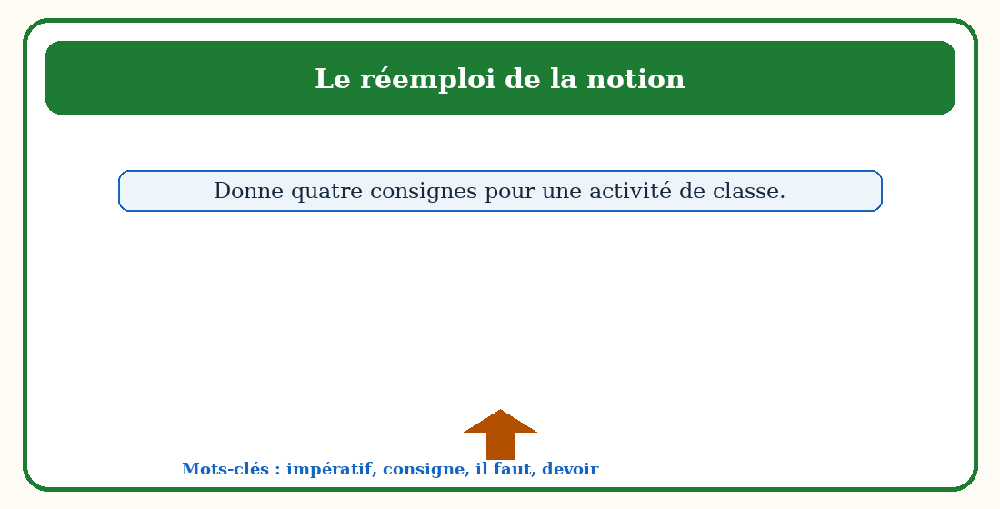 Le réemploi de la notion
Donne quatre consignes pour une activité de classe.
Mots-clés : impératif, consigne, il faut, devoir